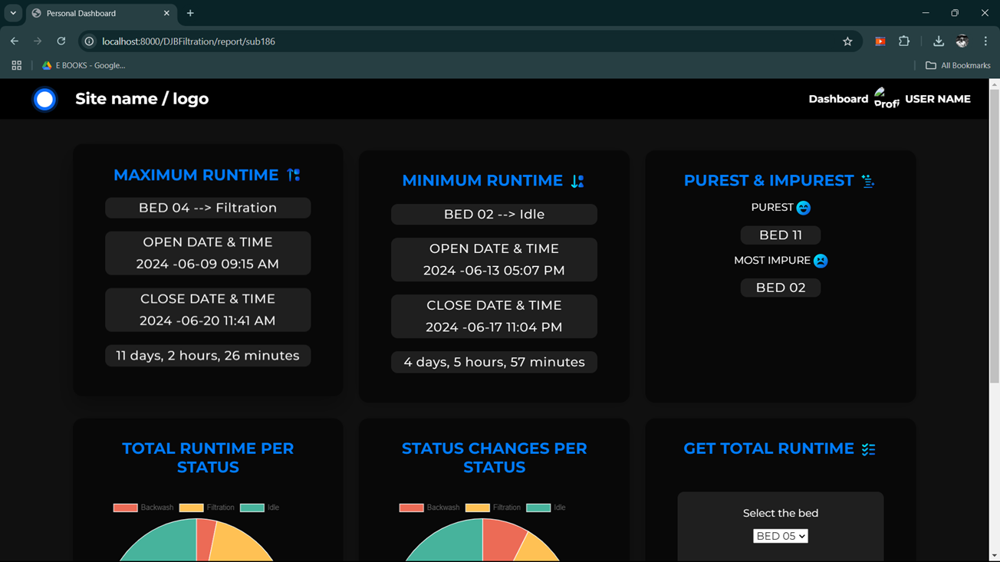 Personal Dashboard
localhost:8000/DJBFiltration/report/sub186
E BOOKS - Google...
All Bookmarks
Site name / logo
Dashboard
Profi
USER NAME
MAXIMUM RUNTIME
BED 04 --> Filtration
OPEN DATE & TIME
2024 -06-09 09:15 AM
CLOSE DATE & TIME
2024 -06-20 11:41 AM
11 days, 2 hours, 26 minutes
MINIMUM RUNTIME
BED 02 --> Idle
OPEN DATE & TIME
2024 -06-13 05:07 PM
CLOSE DATE & TIME
2024 -06-17 11:04 PM
4 days, 5 hours, 57 minutes
PUREST & IMPUREST
PUREST
BED 11
MOST IMPURE
BED 02
TOTAL RUNTIME PER
STATUS
Backwash Filtration Idle
STATUS CHANGES PER
STATUS
Backwash Filtration Idle
GET TOTAL RUNTIME
Select the bed
BED 05